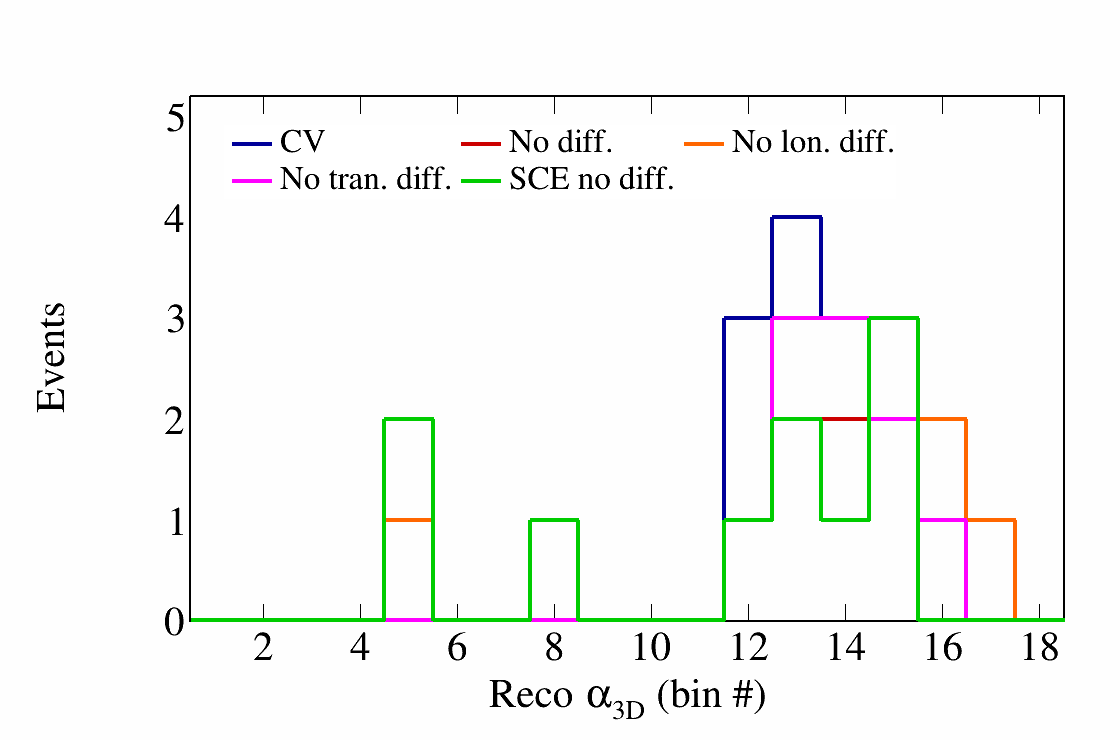 CV No diff. No lon. diff.
No tran. diff. SCE no diff.
5
4
3
2
1
0
Events
2 4 6 8 10 12 14 16 18
Reco α3D (bin #)